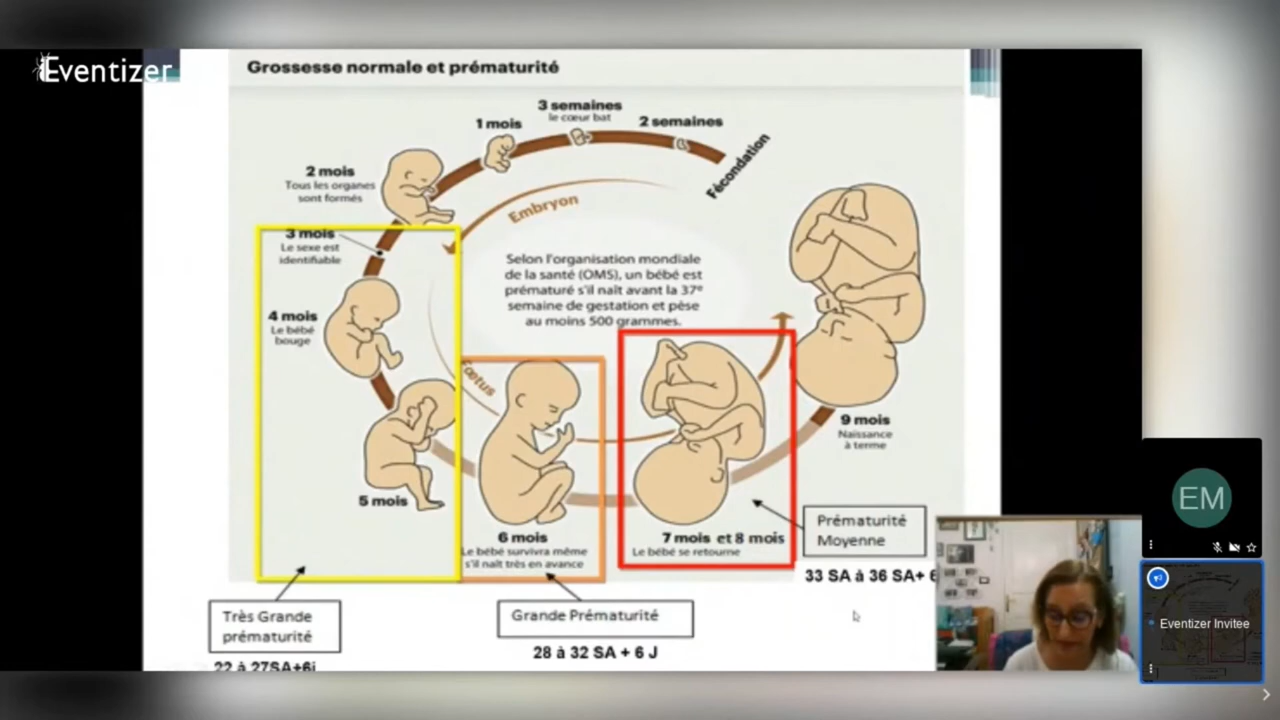 Eventizer
Grossesse normale et prématurité
3 semaines
le cœur bat
2 semaines
1 mois
Fécondation
2 mois
Tous les organes
sont formés
Embryon
3 mois
Le sexe est
identifiable
Selon l'organisation mondiale
de la santé (OMS), un bébé est
prématuré s'il naît avant la 37e
semaine de gestation et pèse
au moins 500 grammes.
4 mois
Le bébé
bouge
Fœtus
9 mois
Naissance
à terme
5 mois
6 mois
Le bébé survivra même
s'il naît très en avance
7 mois et 8 mois
Le bébé se retourne
Prématurité
Moyenne
33 SA à 36 SA+ 6
Très Grande
prématurité
22 à 27SA+6j
Grande Prématurité
28 à 32 SA + 6 J
EM
Eventizer Invitee